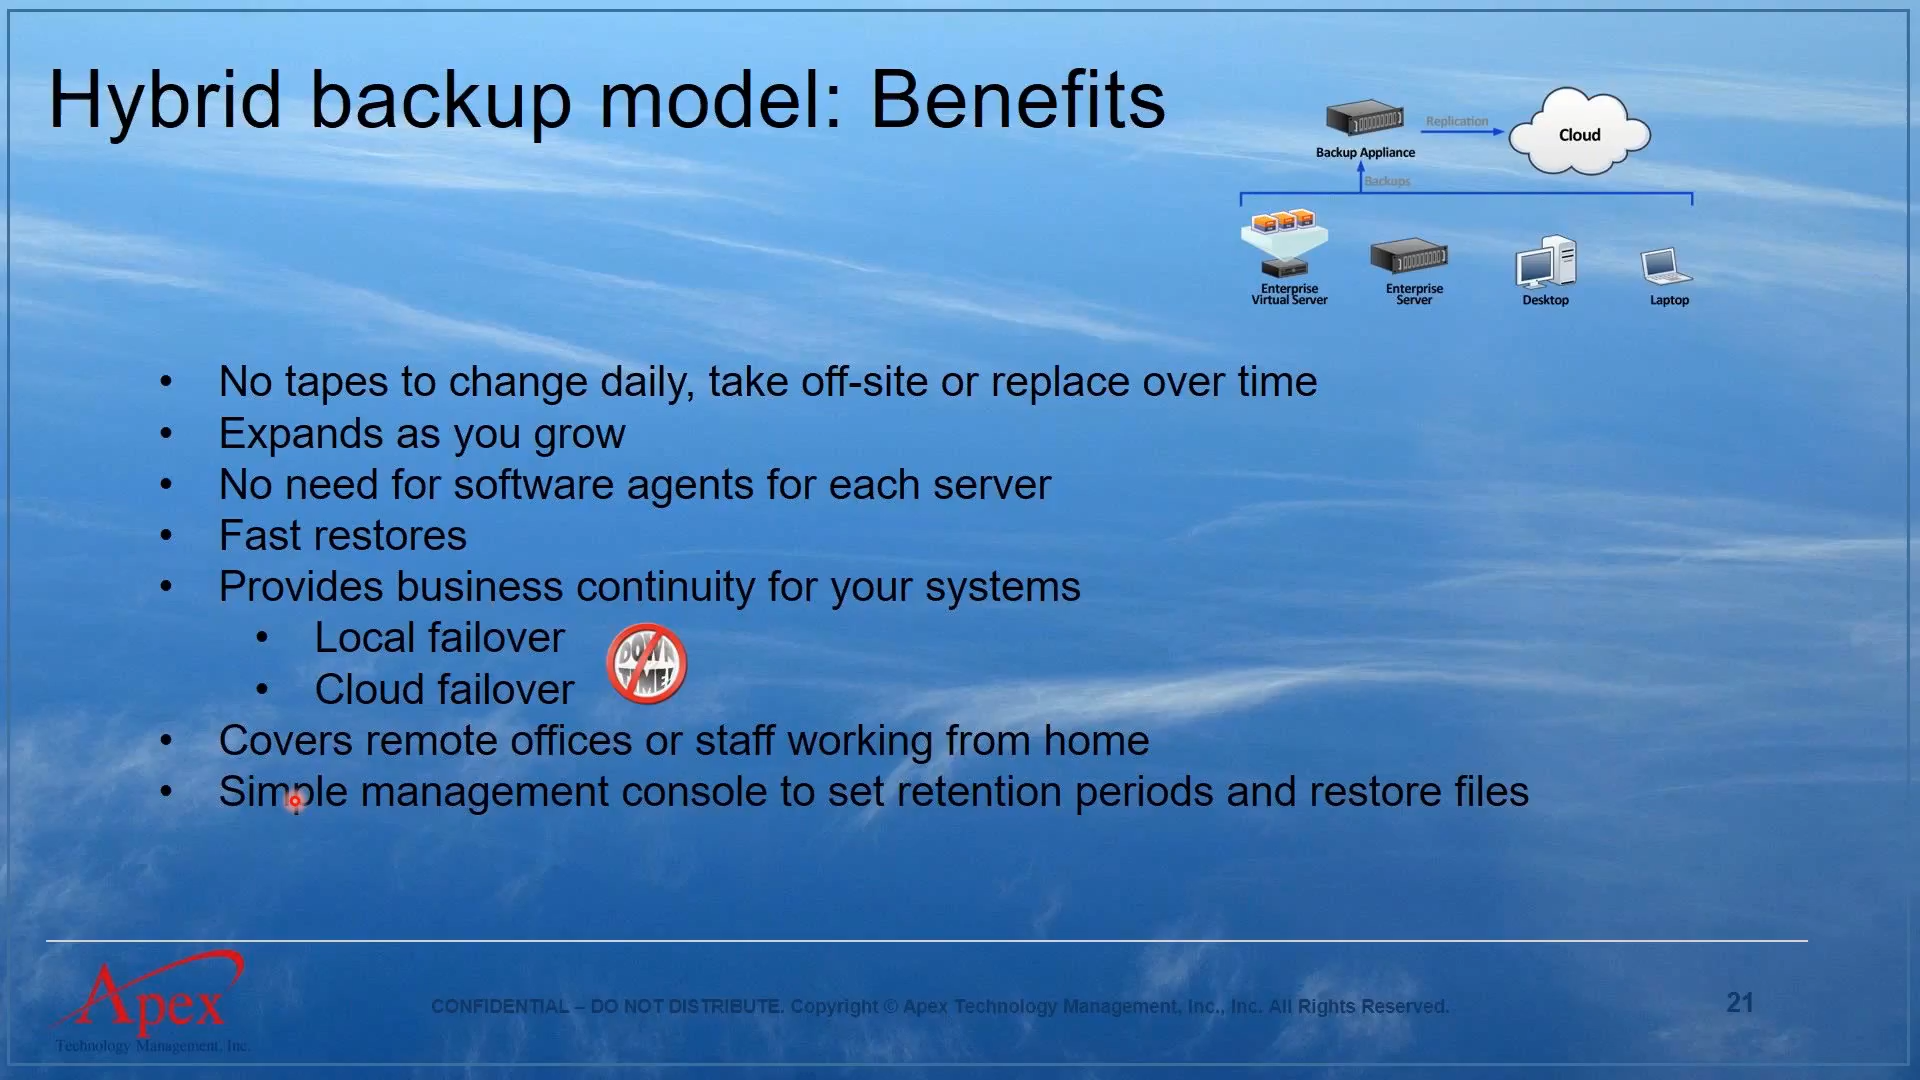 Hybrid backup model: Benefits
Replication
Cloud
Backup Appliance
Backups
Enterprise
Virtual Server
Enterprise
Server
Desktop
Laptop
• No tapes to change daily, take off-site or replace over time
• Expands as you grow
• No need for software agents for each server
• Fast restores
• Provides business continuity for your systems
• Local failover
• Cloud failover
DOWN
TIME!
• Covers remote offices or staff working from home
• Simple management console to set retention periods and restore files
Apex
Technology Management, Inc.
CONFIDENTIAL – DO NOT DISTRIBUTE. Copyright © Apex Technology Management, Inc., Inc. All Rights Reserved.
21